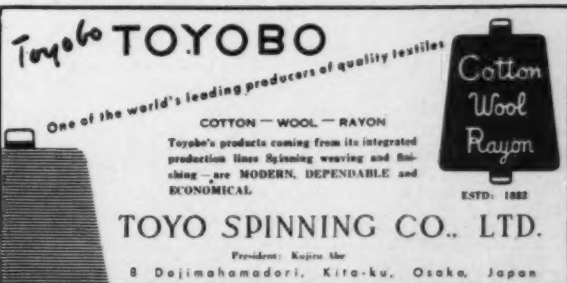 Toyobo TOYOBO
One of the world's leading producers of quality textiles
Cotton
Wool
Rayon
COTTON — WOOL — RAYON
Toyobo's products coming from its integrated
production lines Spinning weaving and fini-
shing — are MODERN, DEPENDABLE and
ECONOMICAL
ESTD: 1882
TOYO SPINNING CO., LTD.
President: Kojiro Abe
8 Dojimahamadori, Kita-ku, Osaka, Japan